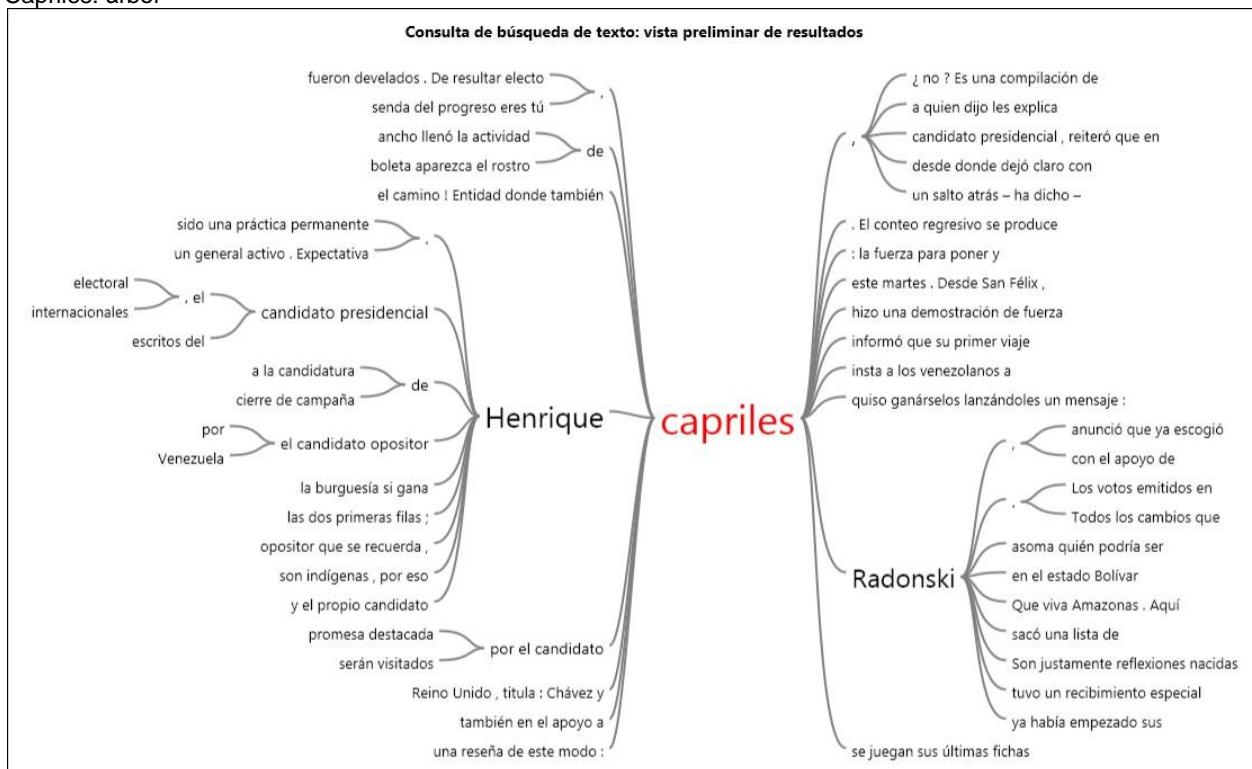 Consulta de búsqueda de texto: vista preliminar de resultados
fueron develados . De resultar electo
senda del progreso eres tú
,
ancho llenó la actividad
boleta aparezca el rostro
de
el camino ! Entidad donde también
sido una práctica permanente
un general activo . Expectativa
.
electoral
internacionales
, el
escritos del
candidato presidencial
a la candidatura
cierre de campaña
de
por
Venezuela
el candidato opositor
la burguesía si gana
las dos primeras filas ;
opositor que se recuerda ,
son indígenas , por eso
y el propio candidato
Henrique
promesa destacada
serán visitados
por el candidato
Reino Unido , titula : Chávez y
también en el apoyo a
una reseña de este modo :
capriles
,
¿ no ? Es una compilación de
a quien dijo les explica
candidato presidencial , reiteró que en
desde donde dejó claro con
un salto atrás – ha dicho –
. El conteo regresivo se produce
: la fuerza para poner y
este martes . Desde San Félix ,
hizo una demostración de fuerza
informó que su primer viaje
insta a los venezolanos a
quiso ganárselos lanzándoles un mensaje :
Radonski
,
anunció que ya escogió
con el apoyo de
.
Los votos emitidos en
Todos los cambios que
asoma quién podría ser
en el estado Bolívar
Que viva Amazonas . Aquí
sacó una lista de
Son justamente reflexiones nacidas
tuvo un recibimiento especial
ya había empezado sus
se juegan sus últimas fichas